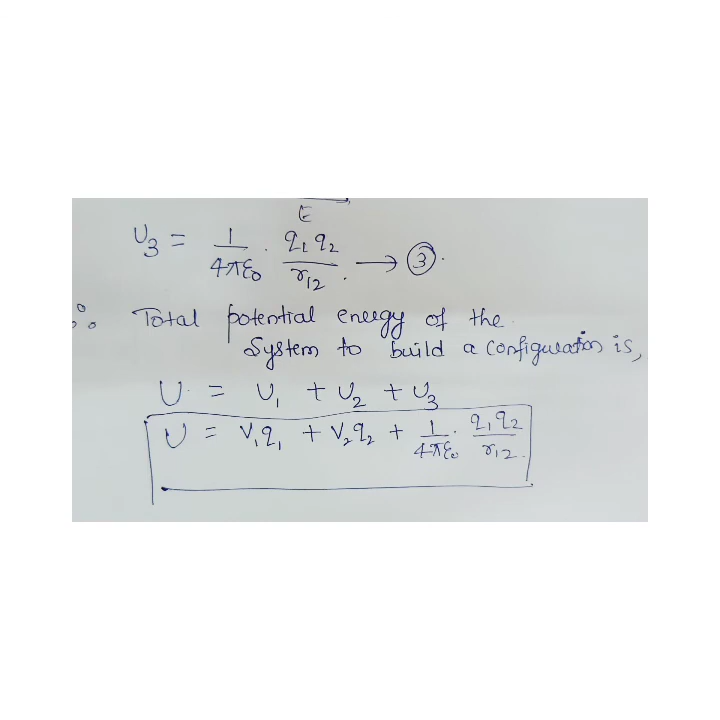 E
U₃ = 1/4πε₀ · q₁q₂/r₁₂ . → ③.
∴ Total potential energy of the
System to build a configuration is,
U = U₁ + U₂ + U₃
U = V₁q₁ + V₂q₂ + 1/4πε₀ · q₁q₂/r₁₂.